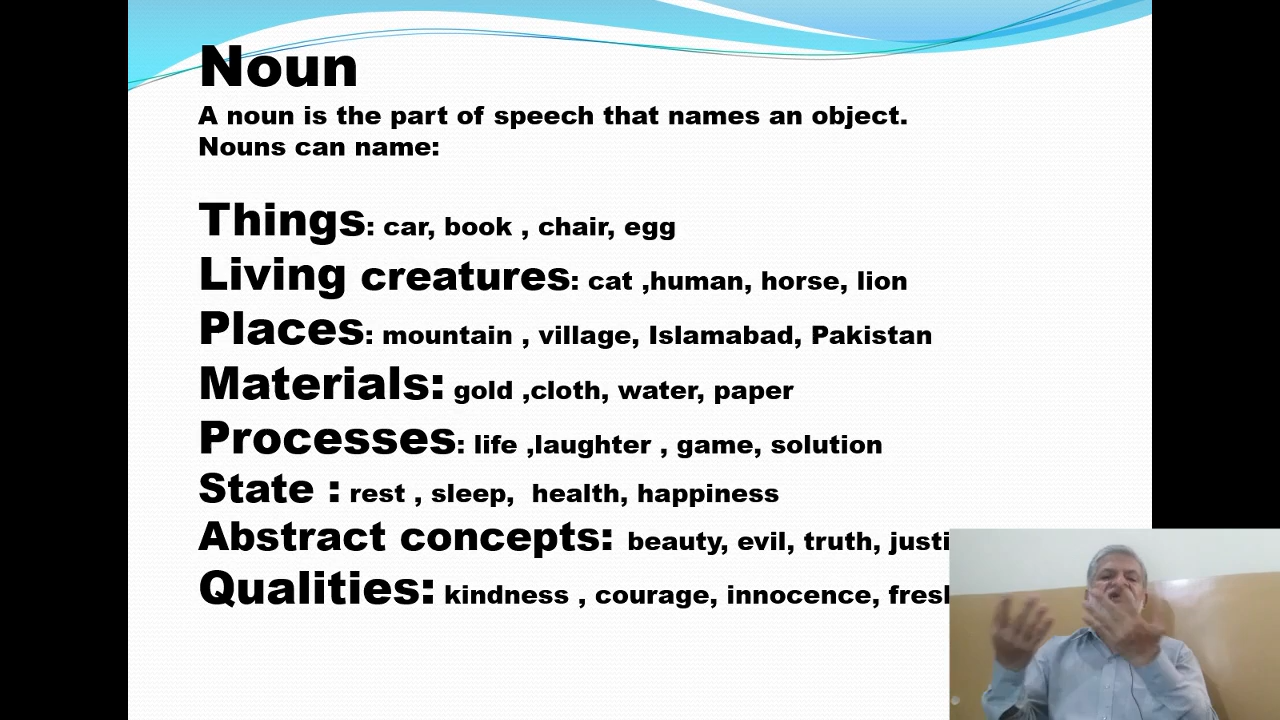 Noun
A noun is the part of speech that names an object.
Nouns can name:
Things: car, book , chair, egg
Living creatures: cat ,human, horse, lion
Places: mountain , village, Islamabad, Pakistan
Materials: gold ,cloth, water, paper
Processes: life ,laughter , game, solution
State : rest , sleep, health, happiness
Abstract concepts: beauty, evil, truth,
Qualities: kindness , courage, innocence,